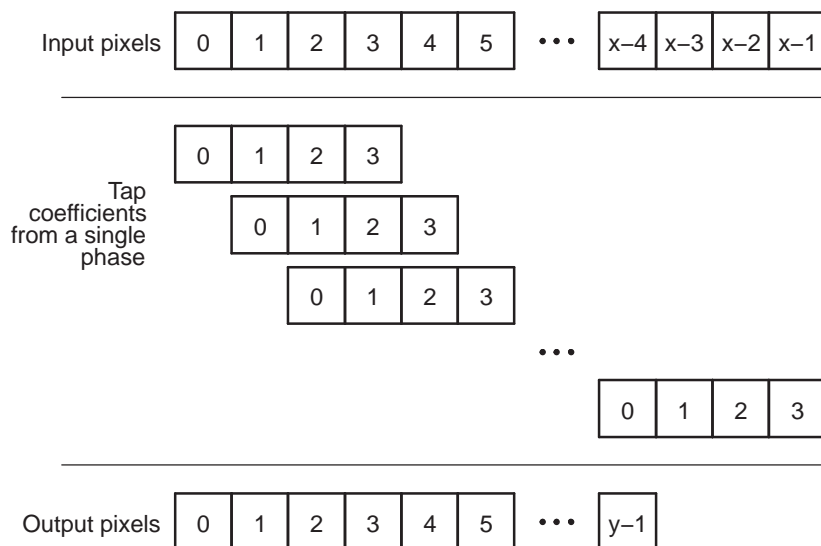 Input pixels 0 1 2 3 4 5 ••• x–4 x–3 x–2 x–1
0 1 2 3
Tap
coefficients
from a single
phase
0 1 2 3
0 1 2 3
•••
0 1 2 3
Output pixels 0 1 2 3 4 5 ••• y–1